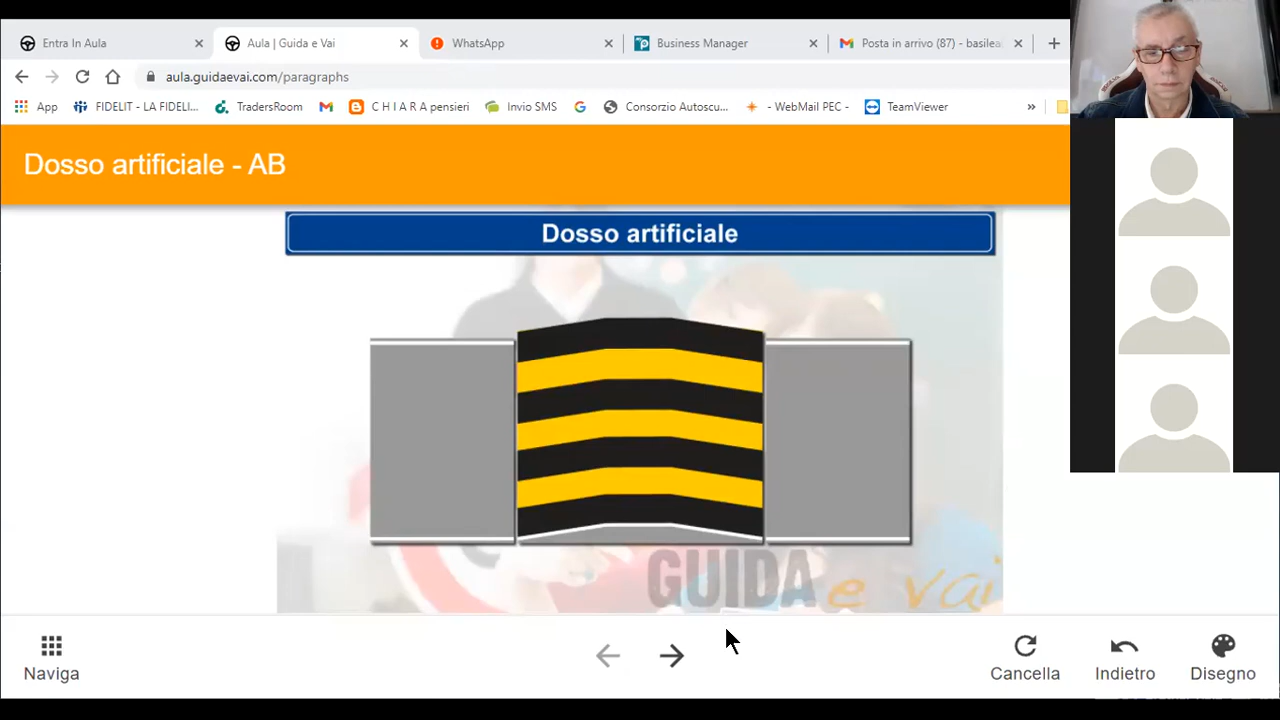 Entra In Aula
Aula | Guida e Vai
WhatsApp
Business Manager
Posta in arrivo (87) - basilea
aula.guidaevai.com/paragraphs
App
FIDELIT - LA FIDELI...
TradersRoom
C H I A R A pensieri
Invio SMS
Consorzio Autoscu...
- WebMail PEC -
TeamViewer
Dosso artificiale - AB
Dosso artificiale
GUIDA e vai
Naviga
Cancella
Indietro
Disegno